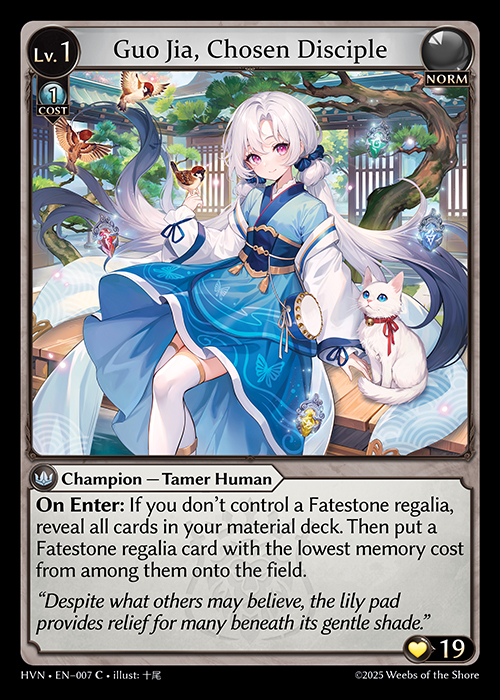 Lv. 1
Guo Jia, Chosen Disciple
NORM
1
COST
Champion — Tamer Human
On Enter: If you don't control a Fatestone regalia,
reveal all cards in your material deck. Then put a
Fatestone regalia card with the lowest memory cost
from among them onto the field.
“Despite what others may believe, the lily pad
provides relief for many beneath its gentle shade.”
19
HVN • EN-007 C • illust: 十尾
©2025 Weebs of the Shore